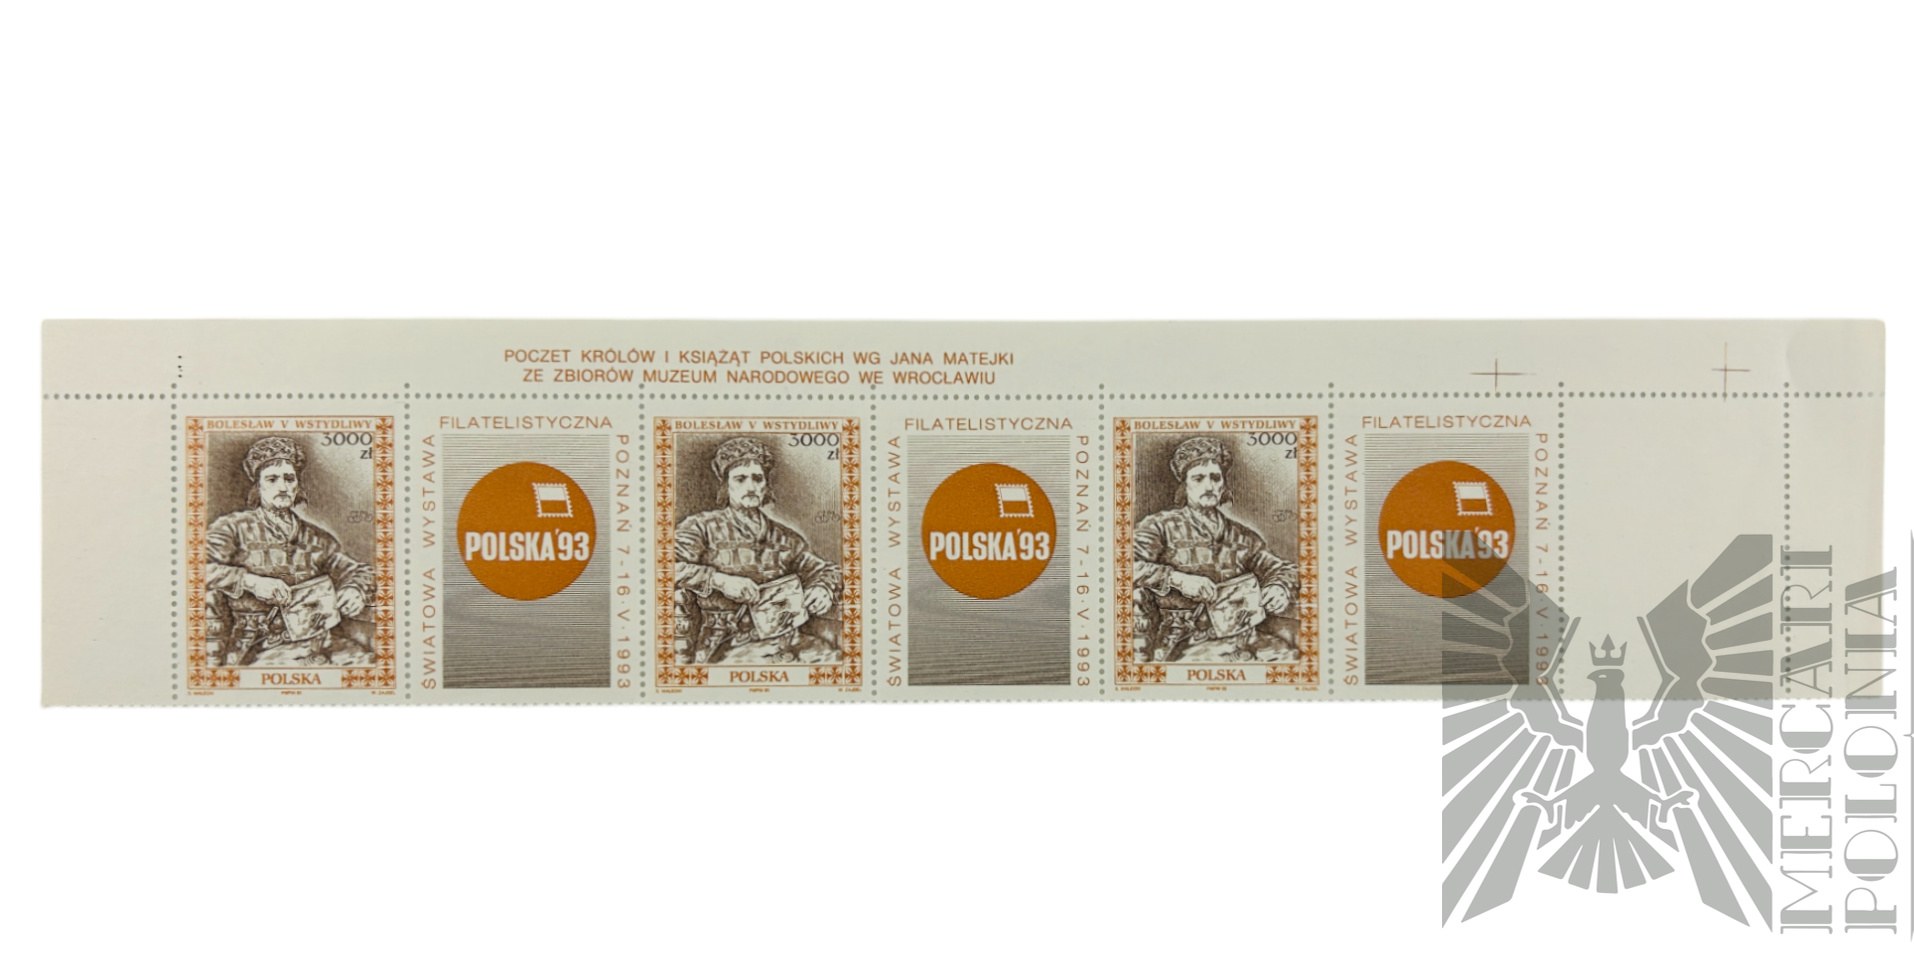 POCZET KRÓLÓW I KSIĄŻĄT POLSKICH WG JANA MATEJKI
ZE ZBIORÓW MUZEUM NARODOWEGO WE WROCŁAWIU
BOLESŁAW V WSTYDLIWY
3000
zł
POLSKA
ŚWIATOWA WYSTAWA
FILATELISTYCZNA
POZNAŃ 7-16·V·1993
POLSKA'93
BOLESŁAW V WSTYDLIWY
3000
zł
POLSKA
ŚWIATOWA WYSTAWA
FILATELISTYCZNA
POZNAŃ 7-16·V·1993
POLSKA'93
BOLESŁAW V WSTYDLIWY
3000
zł
POLSKA
ŚWIATOWA WYSTAWA
FILATELISTYCZNA
POZNAŃ 7-16·V·1993
POLSKA'93
MERCARI
POLONIA